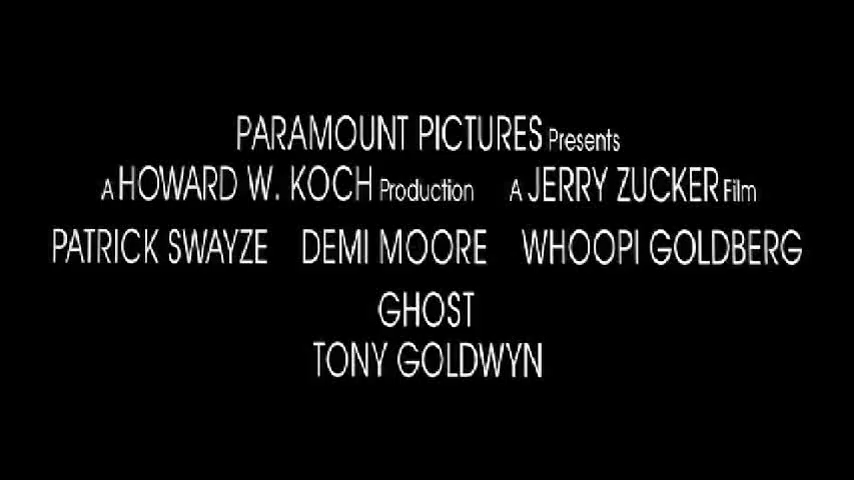 PARAMOUNT PICTURES Presents
A HOWARD W. KOCH Production A JERRY ZUCKER Film
PATRICK SWAYZE DEMI MOORE WHOOPI GOLDBERG
GHOST
TONY GOLDWYN